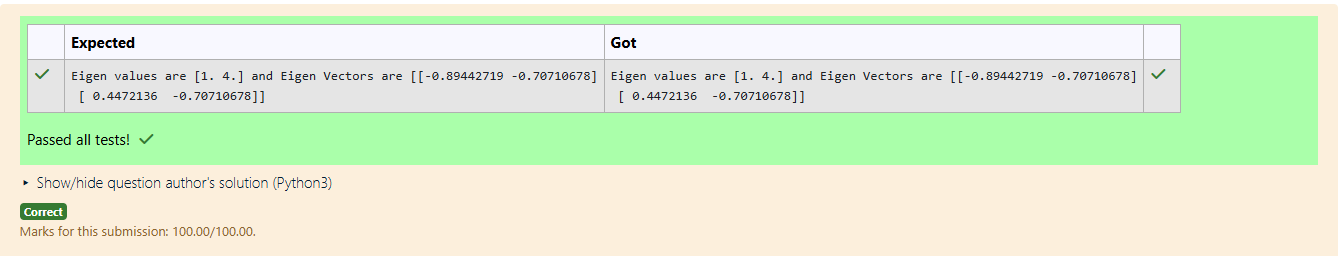 Expected Got
Eigen values are [1. 4.] and Eigen Vectors are [[-0.89442719 -0.70710678] Eigen values are [1. 4.] and Eigen Vectors are [[-0.89442719 -0.70710678]
[ 0.4472136  -0.70710678]] [ 0.4472136  -0.70710678]]
Passed all tests!
Show/hide question author's solution (Python3)
Correct
Marks for this submission: 100.00/100.00.